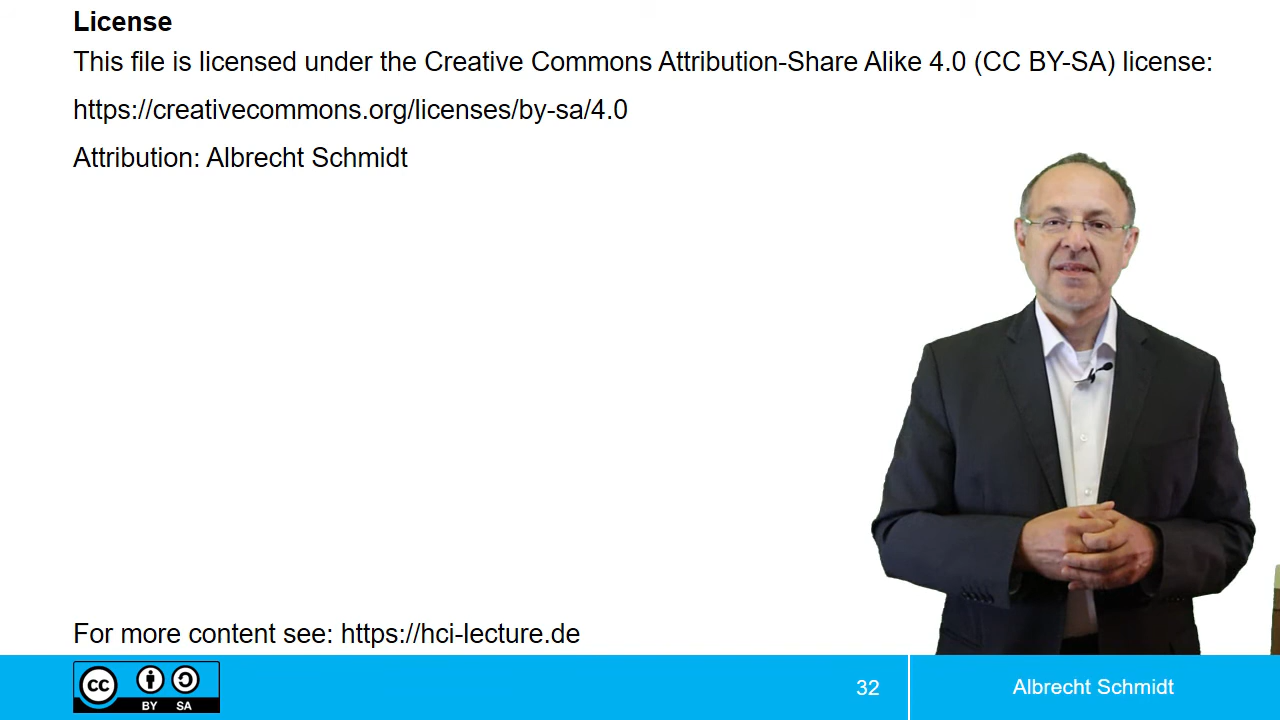 License
This file is licensed under the Creative Commons Attribution-Share Alike 4.0 (CC BY-SA) license:
https://creativecommons.org/licenses/by-sa/4.0
Attribution: Albrecht Schmidt
For more content see: https://hci-lecture.de
cc
BY SA
32
Albrecht Schmidt